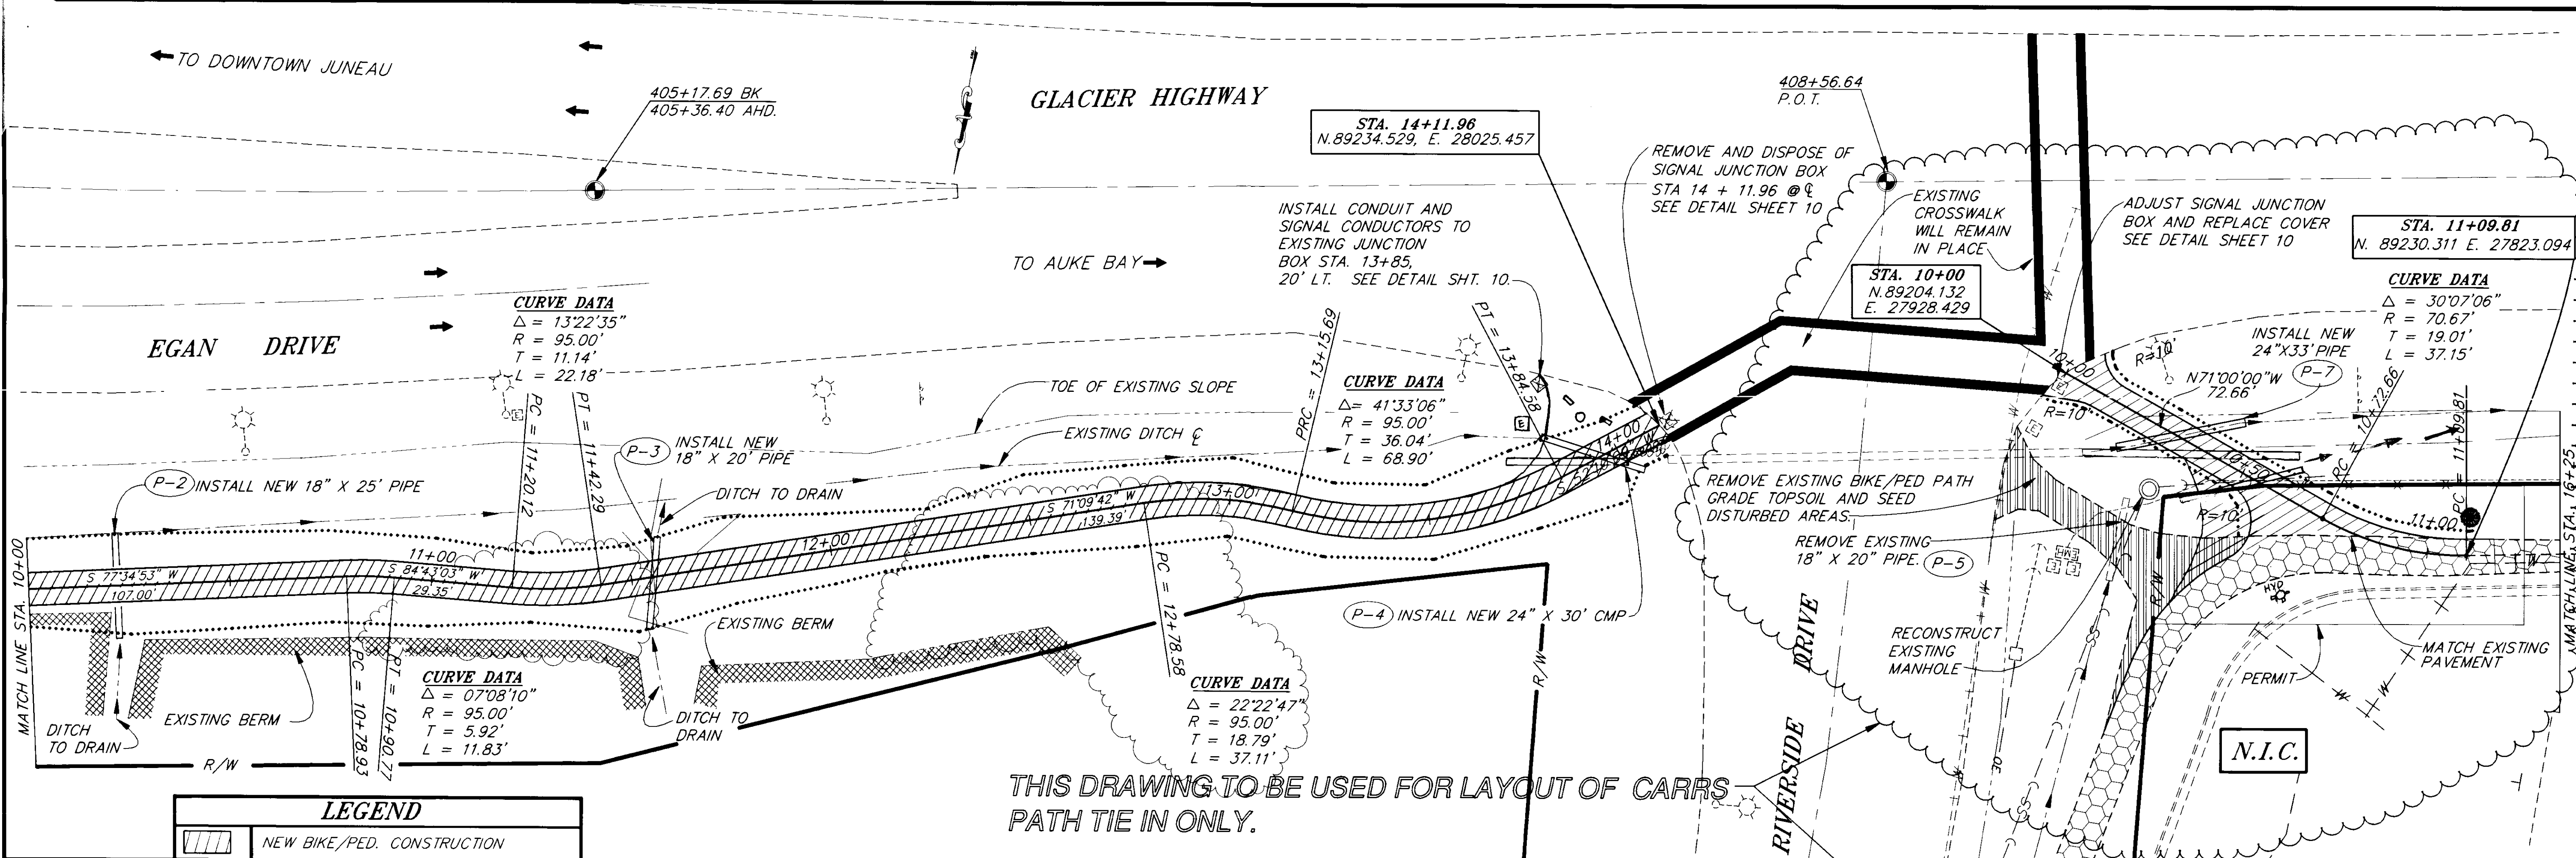 TO DOWNTOWN JUNEAU
405+17.69 BK
405+36.40 AHD.
GLACIER HIGHWAY
408+56.64
P.O.T.
STA. 14+11.96
N.89234.529, E. 28025.457
REMOVE AND DISPOSE OF
SIGNAL JUNCTION BOX
STA 14 + 11.96 @ ℄
SEE DETAIL SHEET 10
EXISTING
CROSSWALK
WILL REMAIN
IN PLACE
ADJUST SIGNAL JUNCTION
BOX AND REPLACE COVER
SEE DETAIL SHEET 10
STA. 11+09.81
N. 89230.311 E. 27823.094
INSTALL CONDUIT AND
SIGNAL CONDUCTORS TO
EXISTING JUNCTION
BOX STA. 13+85,
20' LT. SEE DETAIL SHT. 10.
TO AUKE BAY
STA. 10+00
N.89204.132
E. 27928.429
CURVE DATA
Δ = 30°07'06"
R = 70.67'
T = 19.01'
L = 37.15'
CURVE DATA
Δ = 13°22'35"
R = 95.00'
T = 11.14'
L = 22.18'
EGAN DRIVE
PC = 11+20.12
PT = 11+42.29
PRC = 13+15.69
PT = 13+84.58
CURVE DATA
Δ= 41°33'06"
R = 95.00'
T = 36.04'
L = 68.90'
10+00
R=10'
INSTALL NEW
24"X33' PIPE
P-7
N71°00'00"W
72.66'
R=10'
PC = 10+72.66
PC = 11+09.81
TOE OF EXISTING SLOPE
EXISTING DITCH ℄
P-3
INSTALL NEW
18" X 20' PIPE
P-2
INSTALL NEW 18" X 25' PIPE
DITCH TO DRAIN
14+00
13+00
S 71°09'42" W
139.39'
12+00
11+00
S 77°34'53" W
107.00'
S 84°43'03" W
29.35'
REMOVE EXISTING BIKE/PED PATH
GRADE TOPSOIL AND SEED
DISTURBED AREAS.
REMOVE EXISTING
18" X 20" PIPE.
P-5
10+50
R=10'
11+00
MATCH LINE STA. 10+00
MATCH LINE STA. 16+25
EXISTING BERM
PC = 12+78.58
P-4
INSTALL NEW 24" X 30' CMP
R/W
R/W
HYD
RECONSTRUCT
EXISTING
MANHOLE
MATCH EXISTING
PAVEMENT
PERMIT
DITCH
TO DRAIN
EXISTING BERM
PC = 10+78.93
PT = 10+90.77
CURVE DATA
Δ = 07°08'10"
R = 95.00'
T = 5.92'
L = 11.83'
DITCH TO
DRAIN
CURVE DATA
Δ = 22°22'47"
R = 95.00'
T = 18.79'
L = 37.11'
R/W
N.I.C.
RIVERSIDE DRIVE
THIS DRAWING TO BE USED FOR LAYOUT OF CARRS
PATH TIE IN ONLY.
LEGEND
NEW BIKE/PED. CONSTRUCTION